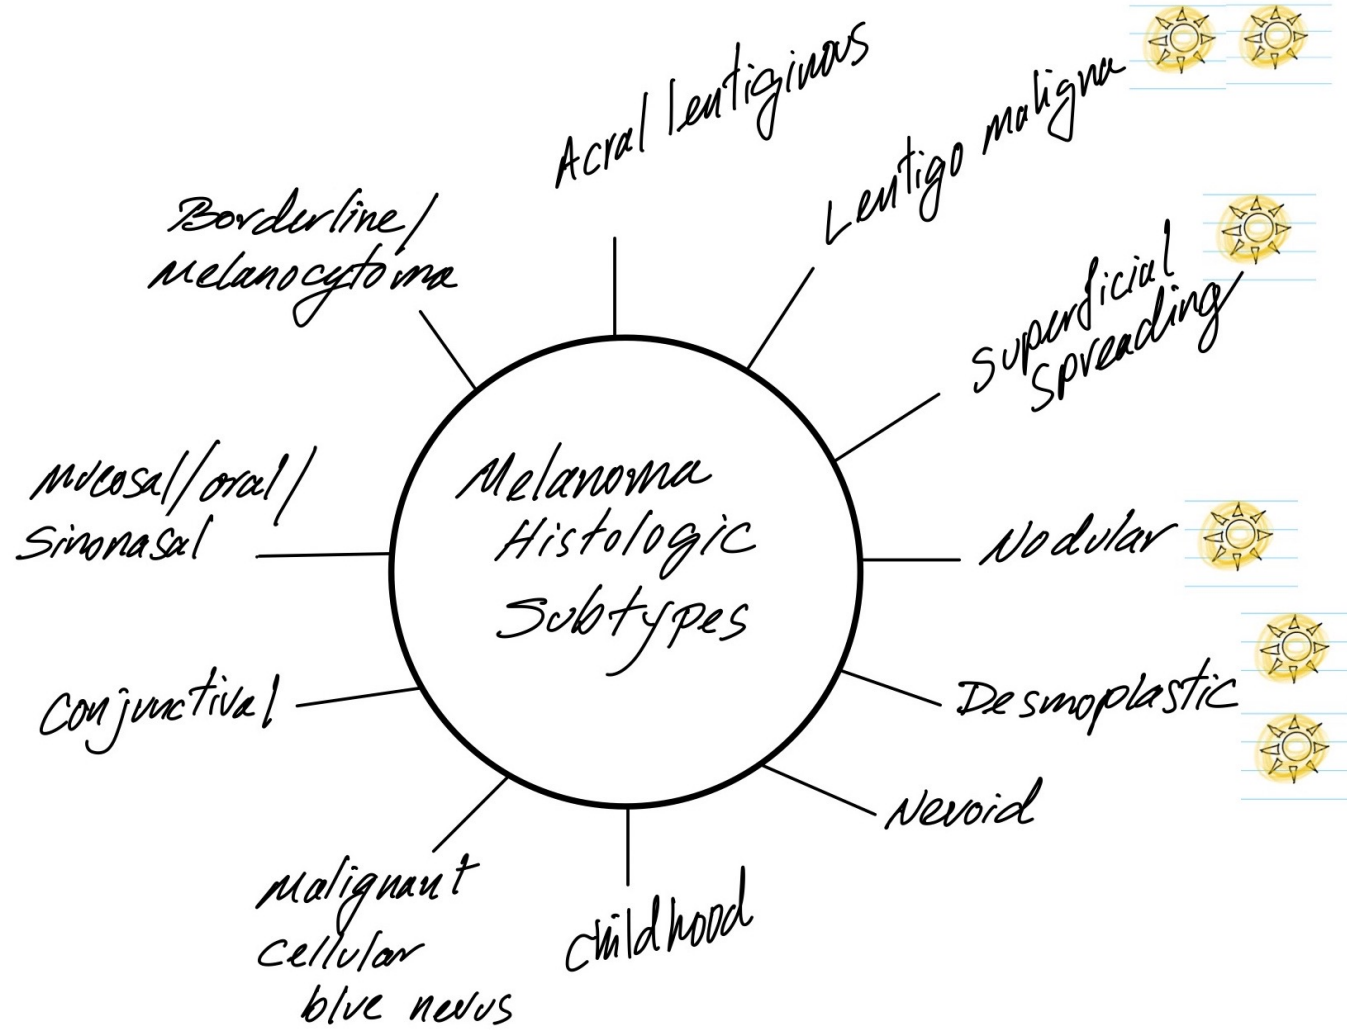 Melanoma
Histologic
Subtypes
Acral lentiginous
Lentigo maligna
Superficial
Spreading
Nodular
Desmoplastic
Nevoid
Childhood
Malignant
Cellular
blue nevus
Conjunctival
Mucosal/oral/
Sinonasal
Borderline/
Melanocytoma